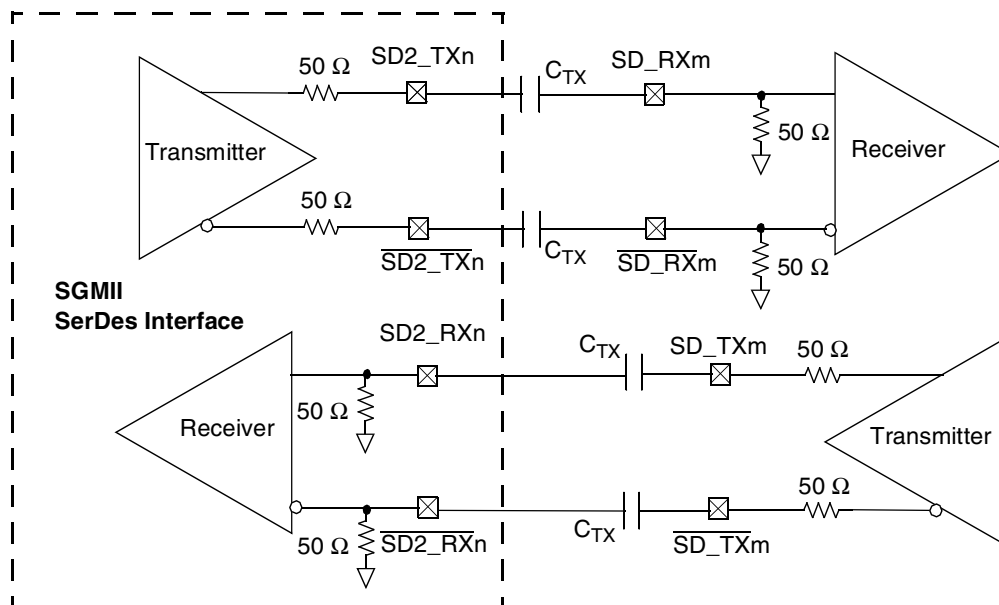 50 Ω
SD2_TXn
C_TX
SD_RXm
Transmitter
50 Ω
Receiver
50 Ω
SD2_TXn
C_TX
SD_RXm
50 Ω
SGMII
SerDes Interface
SD2_RXn
C_TX
SD_TXm
50 Ω
50 Ω
Receiver
Transmitter
50 Ω
50 Ω
SD2_RXn
C_TX
SD_TXm